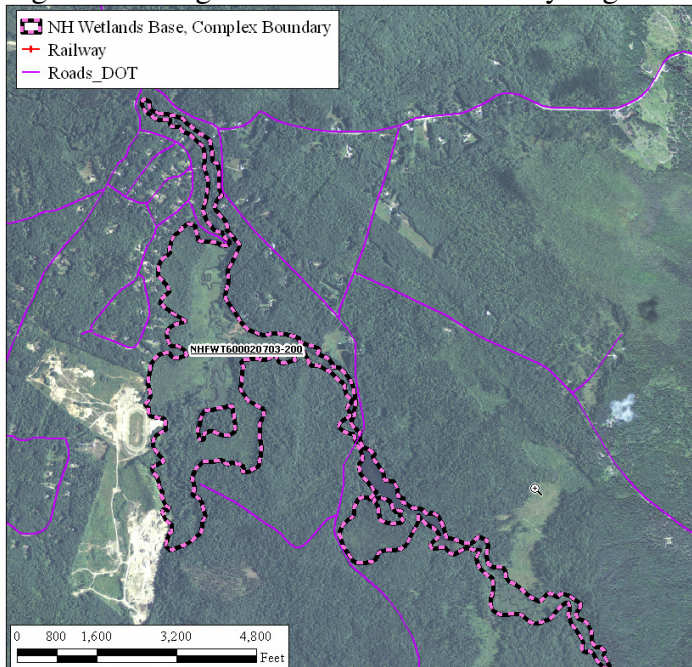 NH Wetlands Base, Complex Boundary
Railway
Roads_DOT
NHFWT600020703-200
0 800 1,600 3,200 4,800
Feet